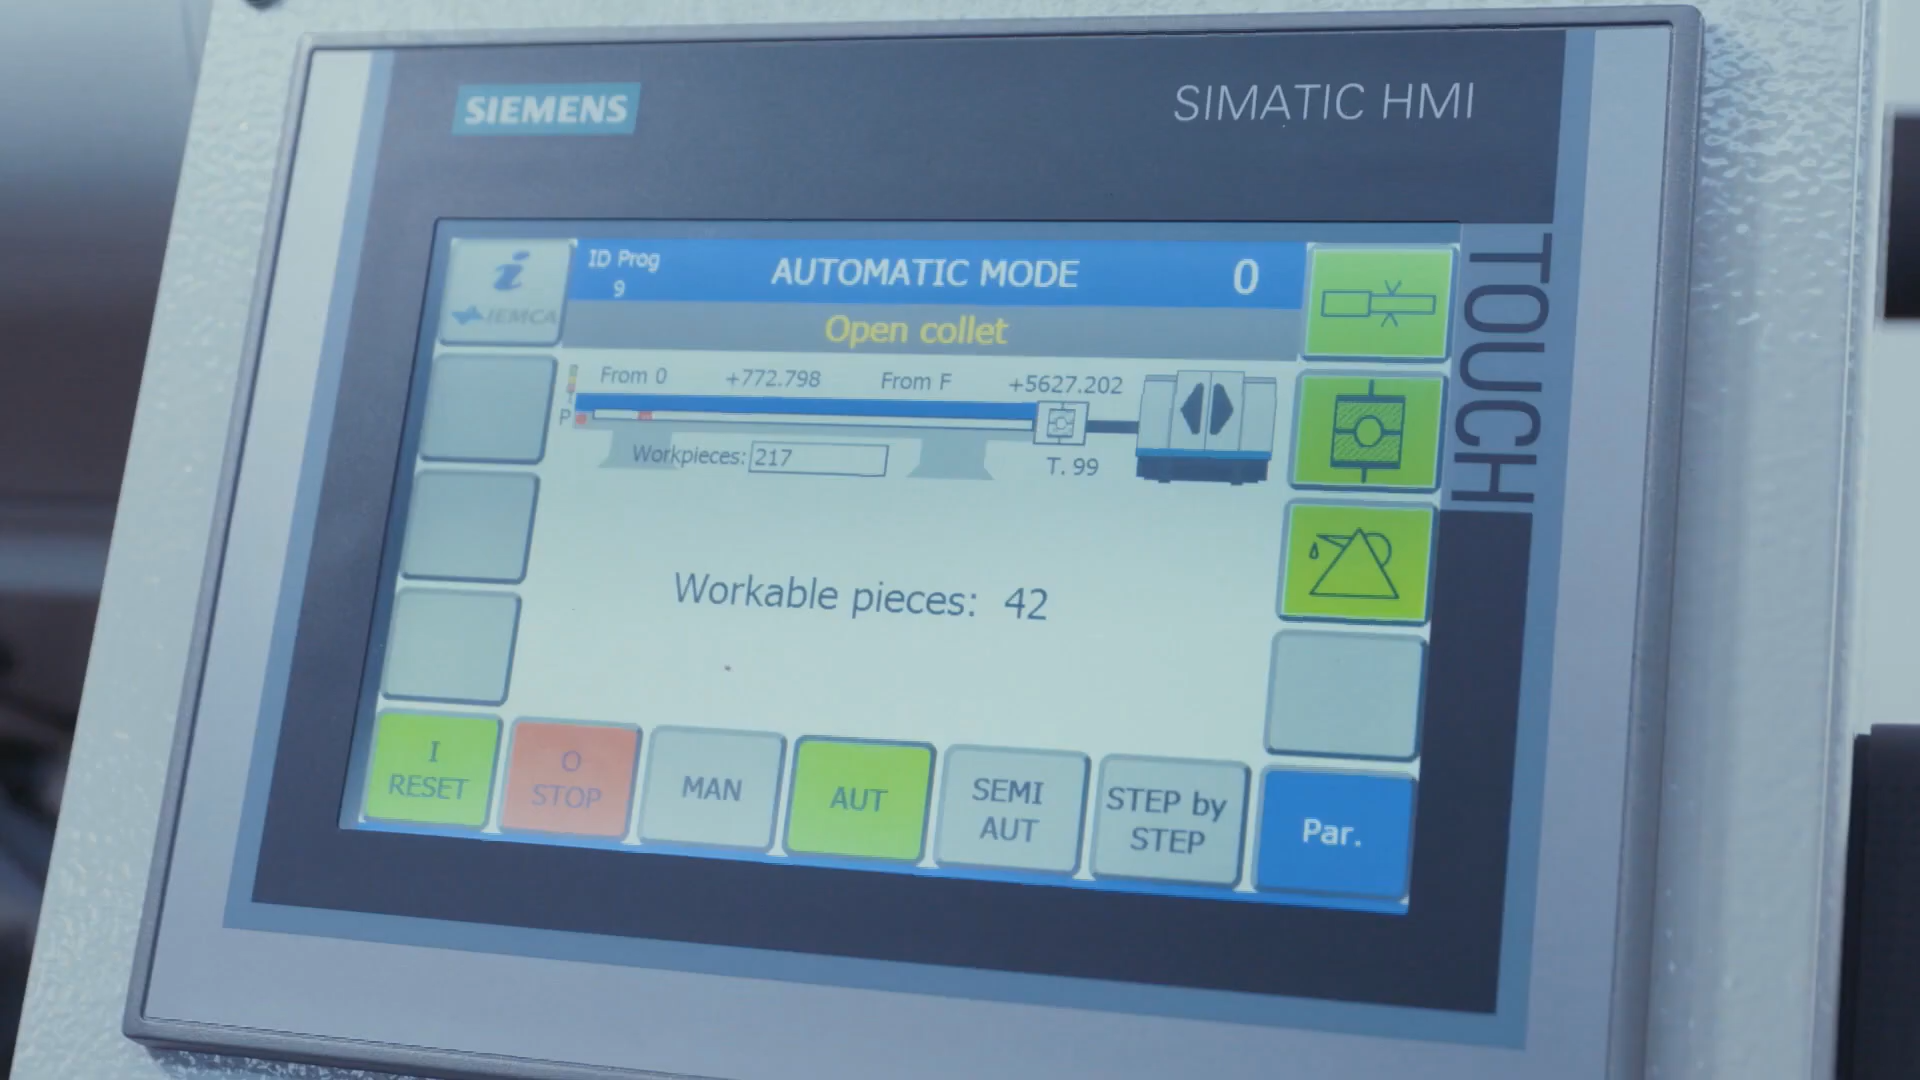 SIEMENS
SIMATIC HMI
TOUCH
i
IEMCA
ID Prog
9
AUTOMATIC MODE
0
Open collet
From 0
+772.798
From F
+5627.202
P
Workpieces: 217
T. 99
Workable pieces: 42
I
RESET
O
STOP
MAN
AUT
SEMI
AUT
STEP by
STEP
Par.